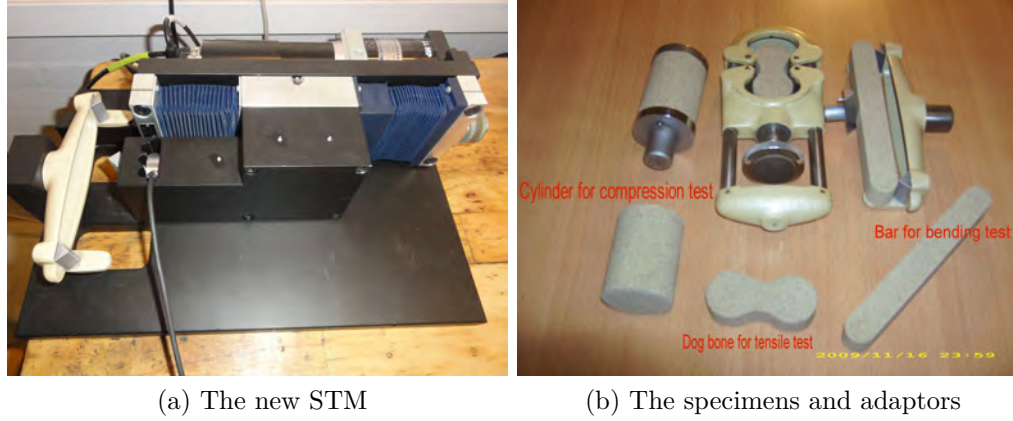 Cylinder for compression test
Bar for bending test
Dog bone for tensile test
2009/11/16 23:59
(a) The new STM
(b) The specimens and adaptors